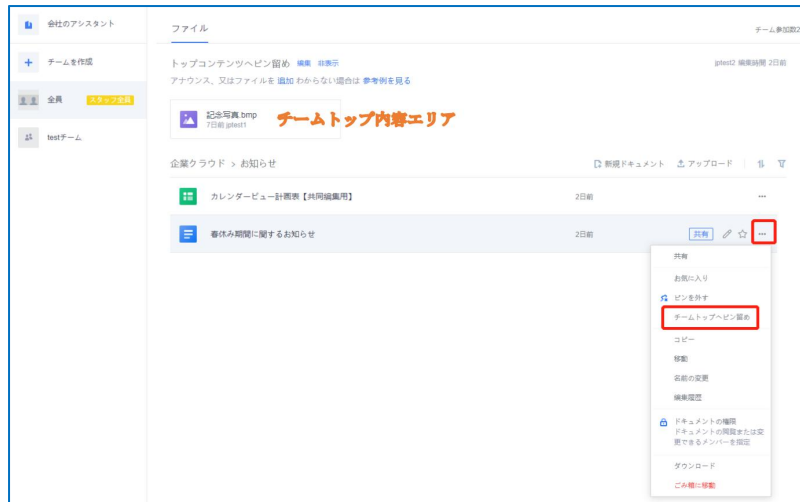 会社のアシスタント
チームを作成
全員 スタッフ全員
testチーム
ファイル
チーム参加数2
トップコンテンツへピン留め 編集 非表示
jptest2 編集時間 2日前
アナウンス、又はファイルを 追加 わからない場合は 参考例を見る
記念写真.bmp
7日前 jptest1
チームトップ内容エリア
企業クラウド > お知らせ
新規ドキュメント アップロード
カレンダービュー計画表【共同編集用】 2日前
春休み期間に関するお知らせ 2日前 共有
共有
お気に入り
ピンを外す
チームトップへピン留め
コピー
移動
名前の変更
編集履歴
ドキュメントの権限
ドキュメントの閲覧または変
更できるメンバーを指定
ダウンロード
ごみ箱に移動